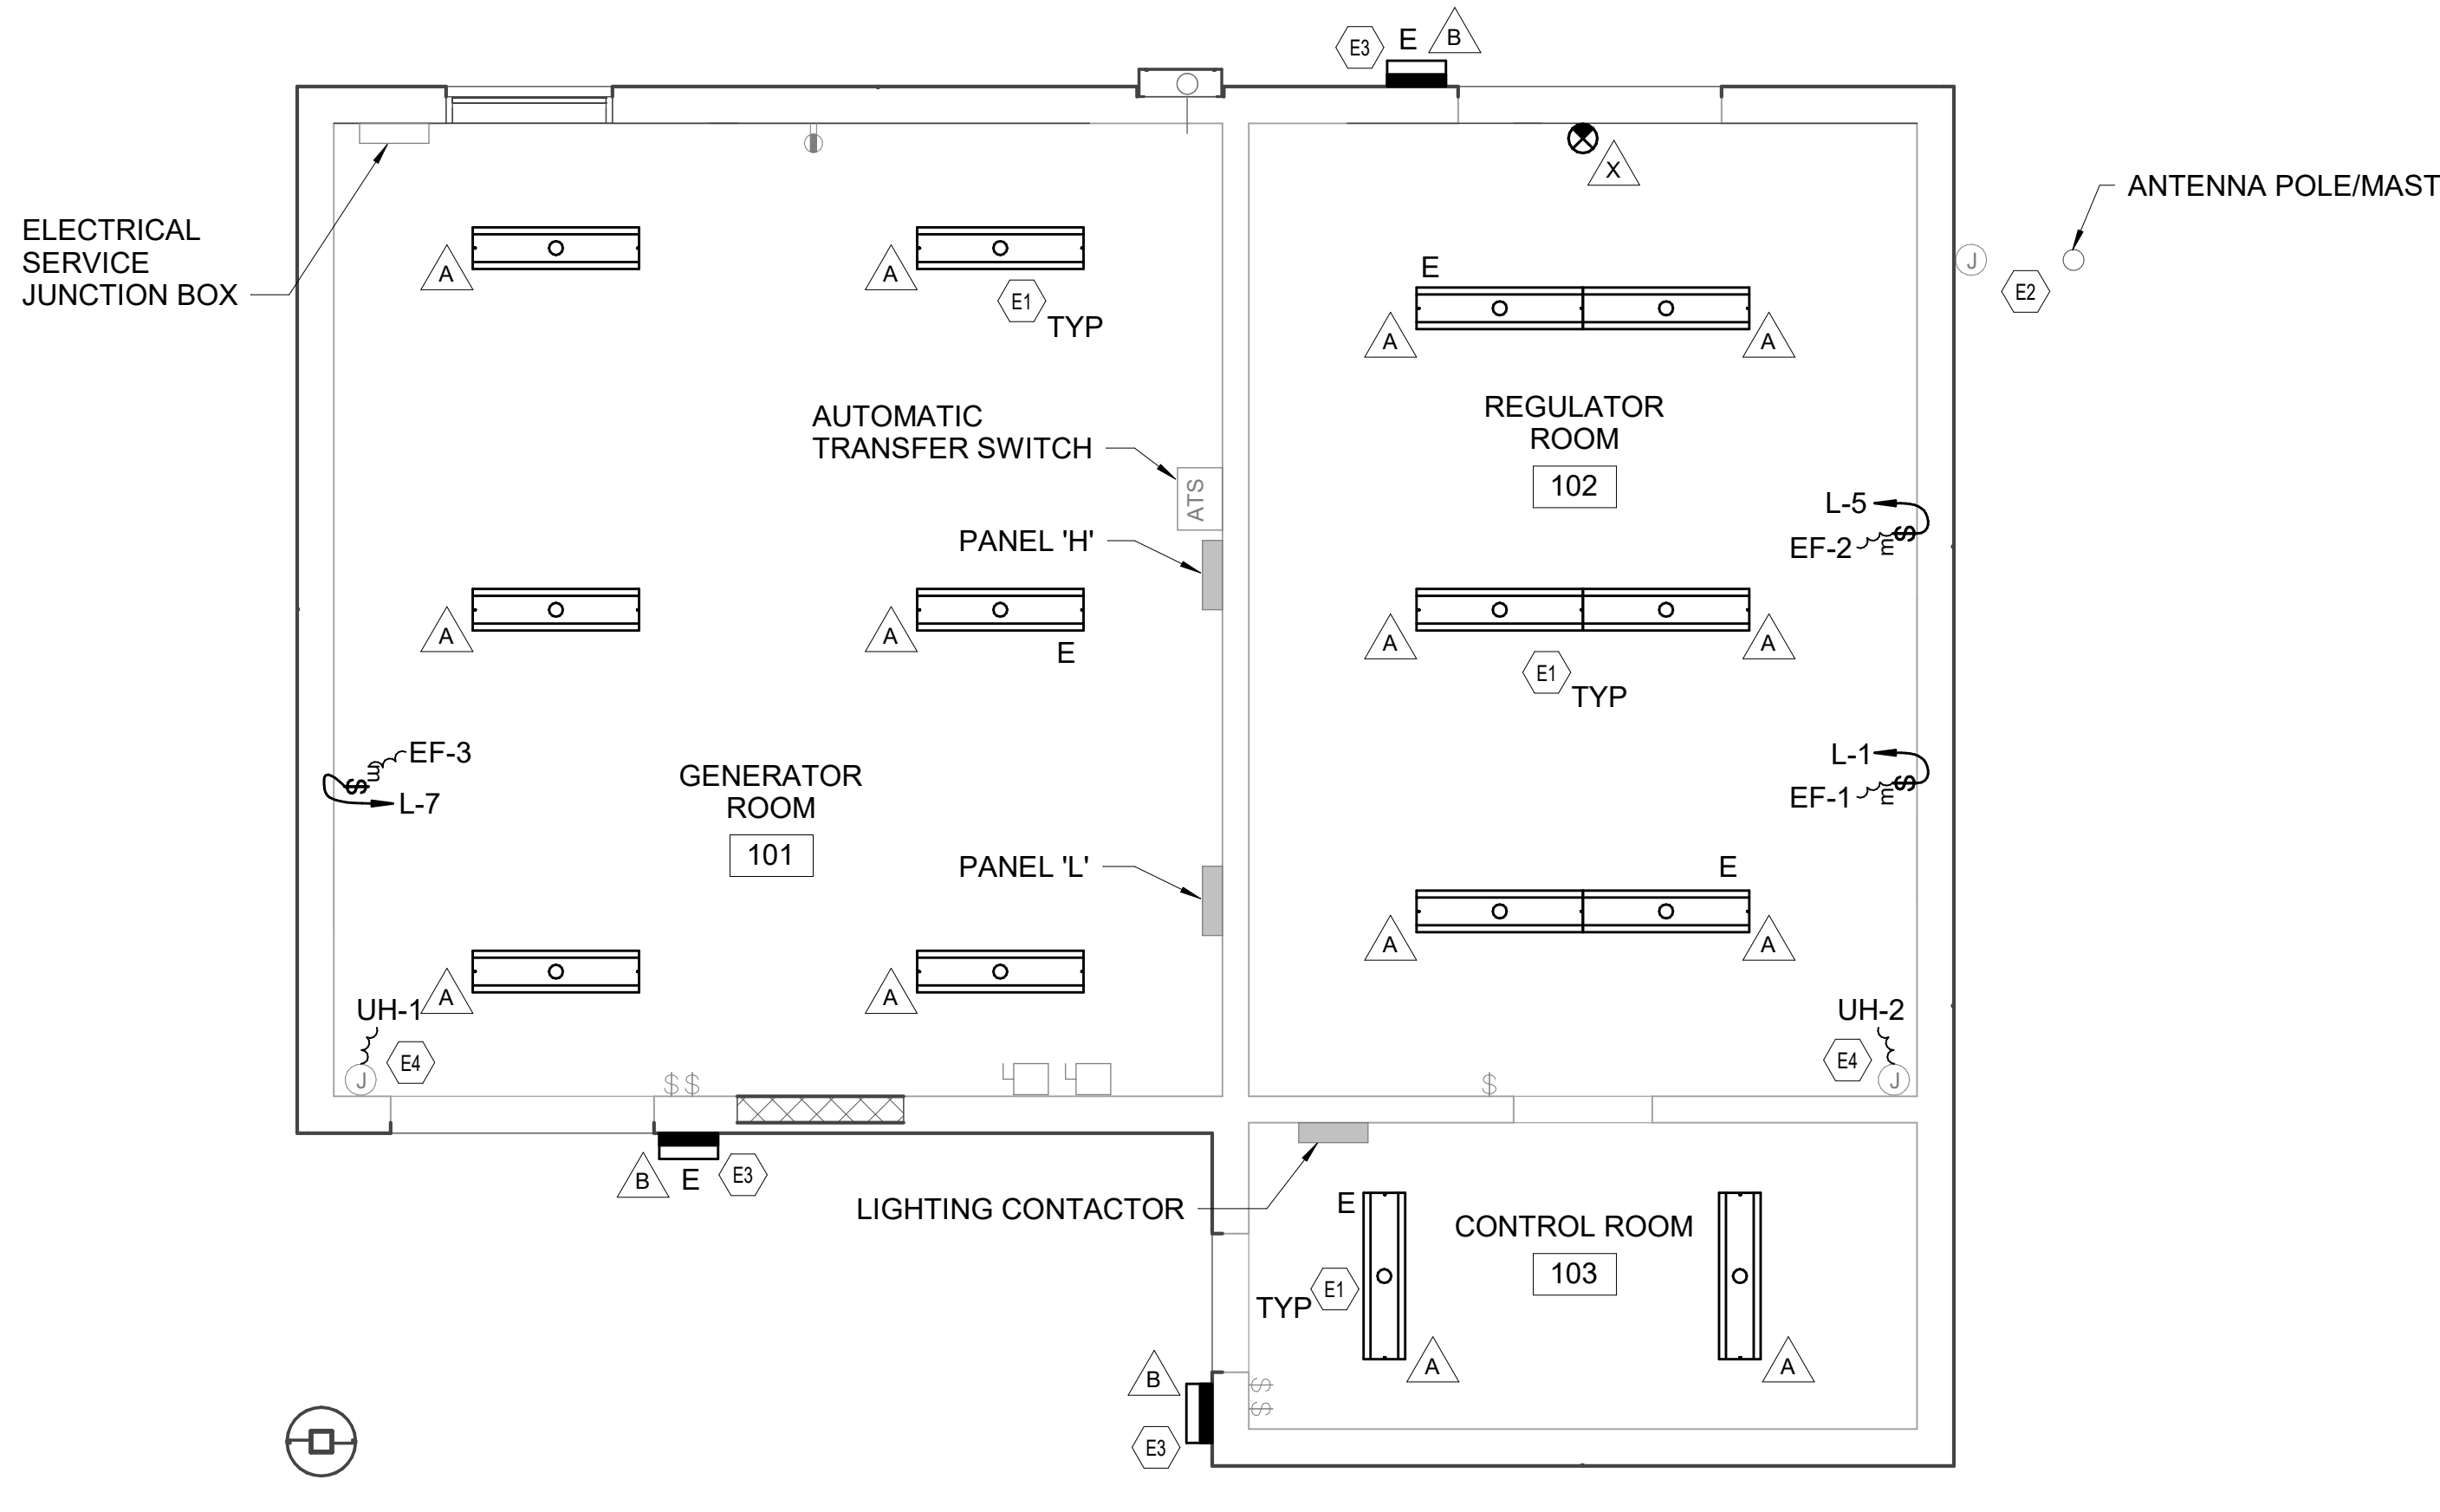 E3 E B
X
ANTENNA POLE/MAST
ELECTRICAL
SERVICE
JUNCTION BOX
A
A
E1
TYP
E
A
A
J
E2
AUTOMATIC
TRANSFER SWITCH
ATS
REGULATOR
ROOM
102
L-5
EF-2
$
m
PANEL 'H'
A
A
E
A
A
E1
TYP
EF-3
$
m
L-7
GENERATOR
ROOM
101
L-1
EF-1
$
m
PANEL 'L'
E
A
A
A
A
UH-1
E4
J
UH-2
E4
J
$$
$
B E E3
LIGHTING CONTACTOR
E
CONTROL ROOM
103
TYP E1
A
A
B
E3
$
$